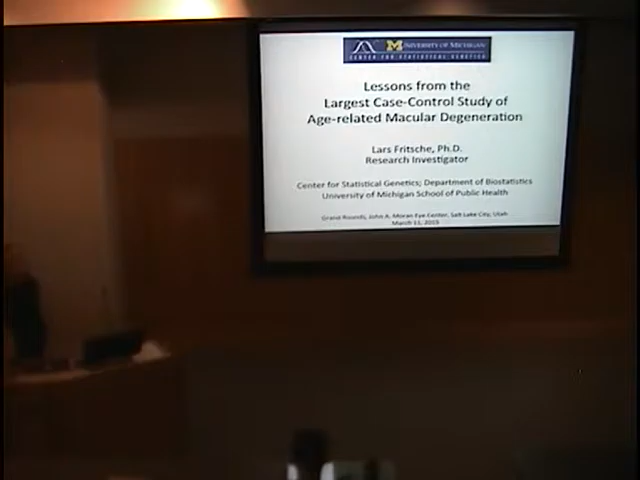 UNIVERSITY OF MICHIGAN
CENTER FOR STATISTICAL GENETICS
Lessons from the
Largest Case-Control Study of
Age-related Macular Degeneration
Lars Fritsche, Ph.D.
Research Investigator
Center for Statistical Genetics; Department of Biostatistics
University of Michigan School of Public Health
Grand Rounds, John A. Moran Eye Center, Salt Lake City, Utah
March 11, 2015